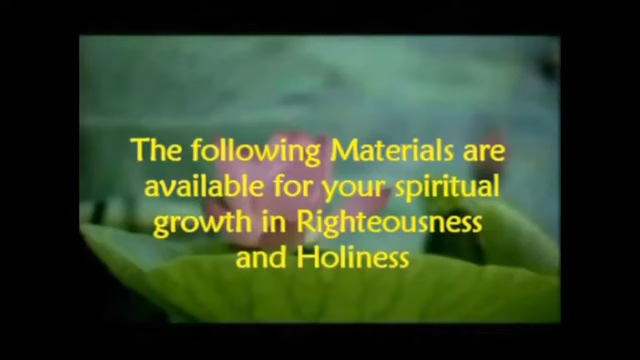 The following Materials are
available for your spiritual
growth in Righteousness
and Holiness